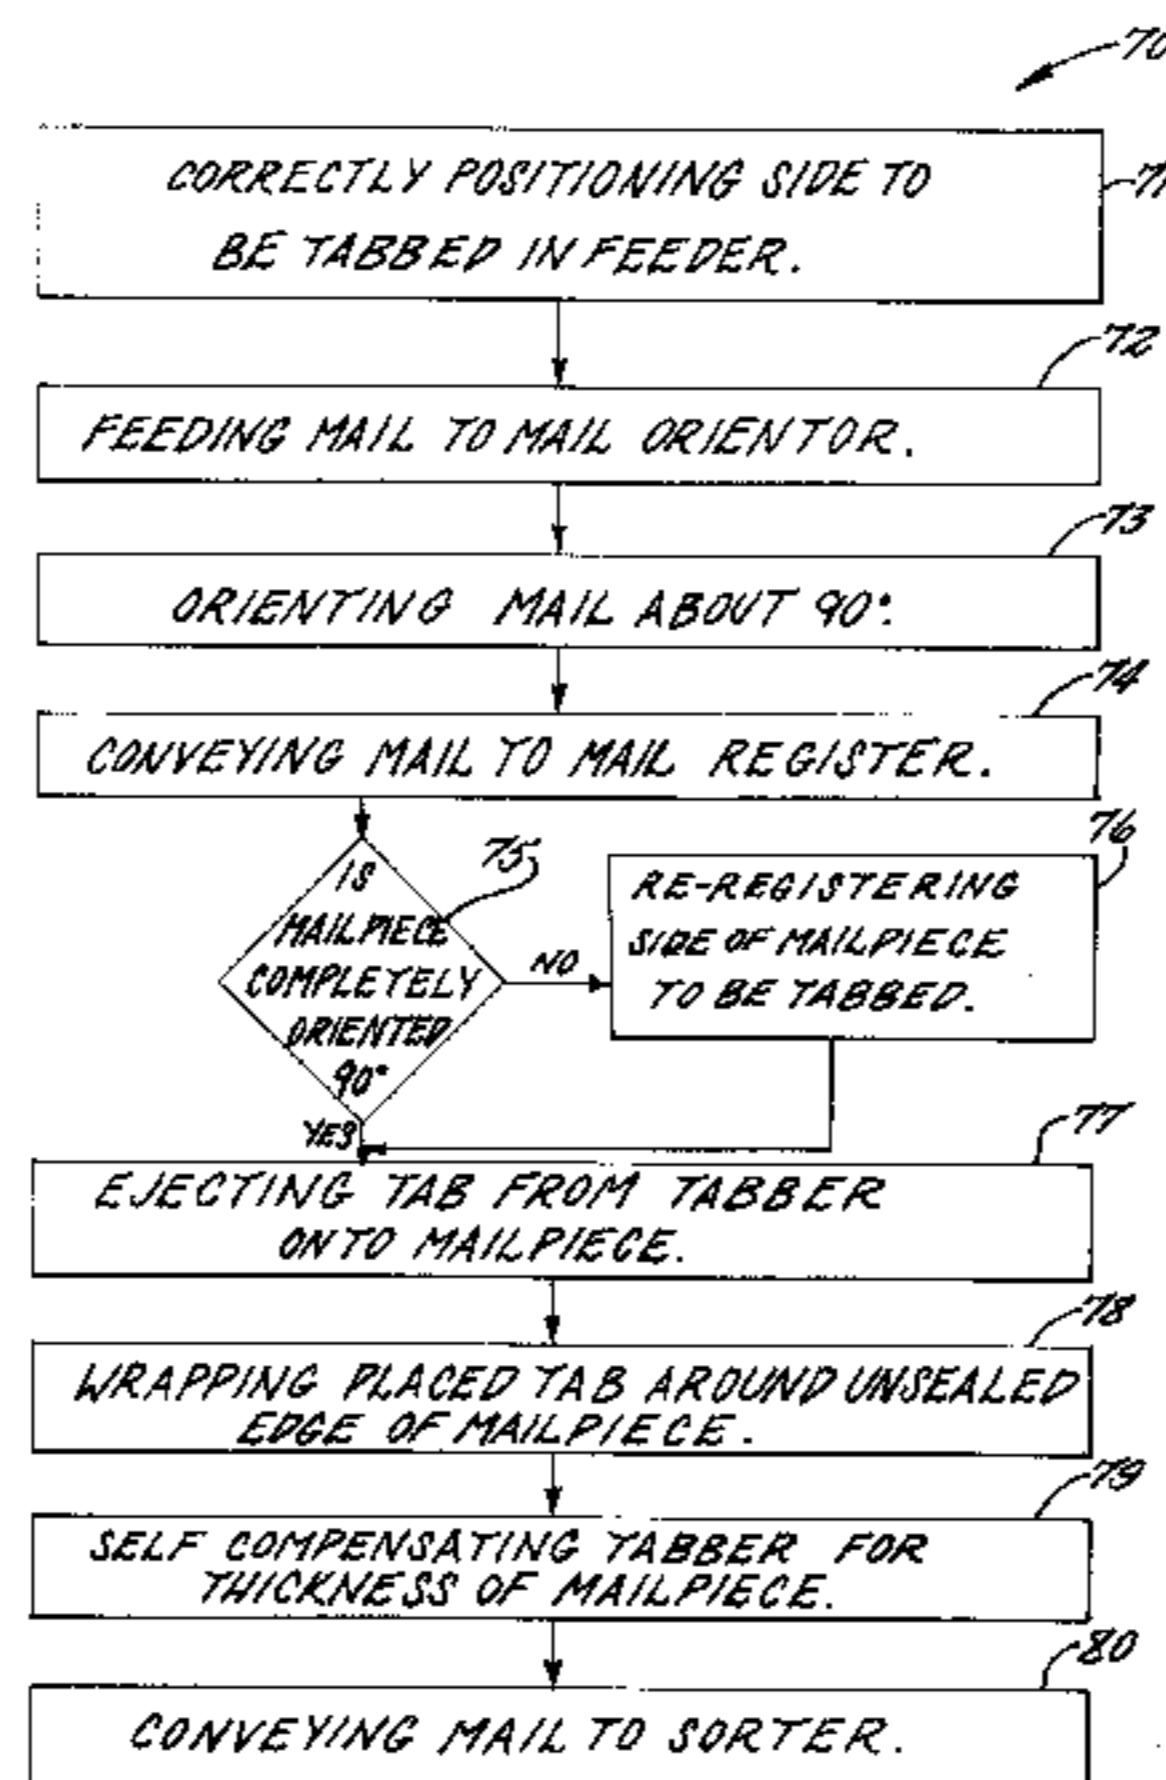 70
CORRECTLY POSITIONING SIDE TO
BE TABBED IN FEEDER.
71
72
FEEDING MAIL TO MAIL ORIENTOR.
73
ORIENTING MAIL ABOUT 90°.
74
CONVEYING MAIL TO MAIL REGISTER.
75
IS
MAILPIECE
COMPLETELY
ORIENTED
90°
NO
YES
76
RE-REGISTERING
SIDE OF MAILPIECE
TO BE TABBED.
77
EJECTING TAB FROM TABBER
ONTO MAILPIECE.
78
WRAPPING PLACED TAB AROUND UNSEALED
EDGE OF MAILPIECE.
79
SELF COMPENSATING TABBER FOR
THICKNESS OF MAILPIECE.
80
CONVEYING MAIL TO SORTER.